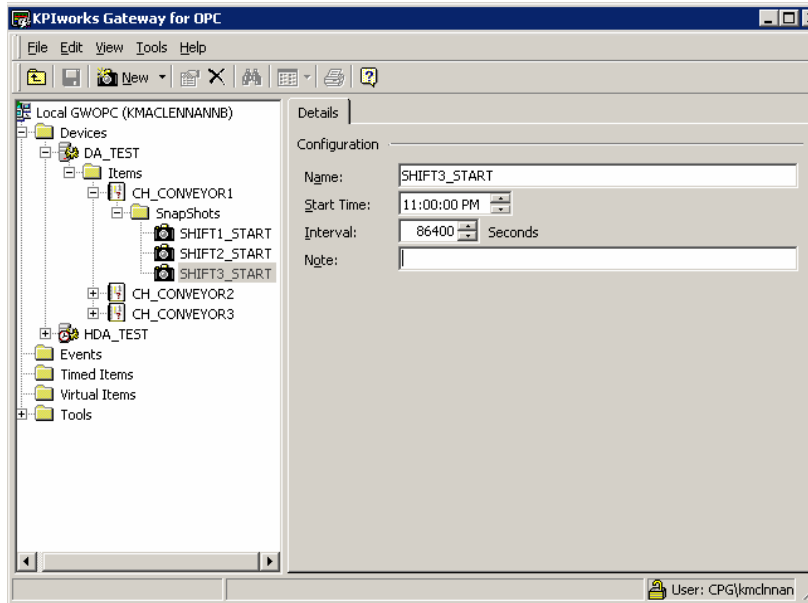 KPIworks Gateway for OPC
File Edit View Tools Help
New
Local GWOPC (KMACLENNANNB)
Devices
DA_TEST
Items
CH_CONVEYOR1
SnapShots
SHIFT1_START
SHIFT2_START
SHIFT3_START
CH_CONVEYOR2
CH_CONVEYOR3
HDA_TEST
Events
Timed Items
Virtual Items
Tools
Details
Configuration
Name: SHIFT3_START
Start Time: 11:00:00 PM
Interval: 86400 Seconds
Note:
User: CPG\kmclnnan